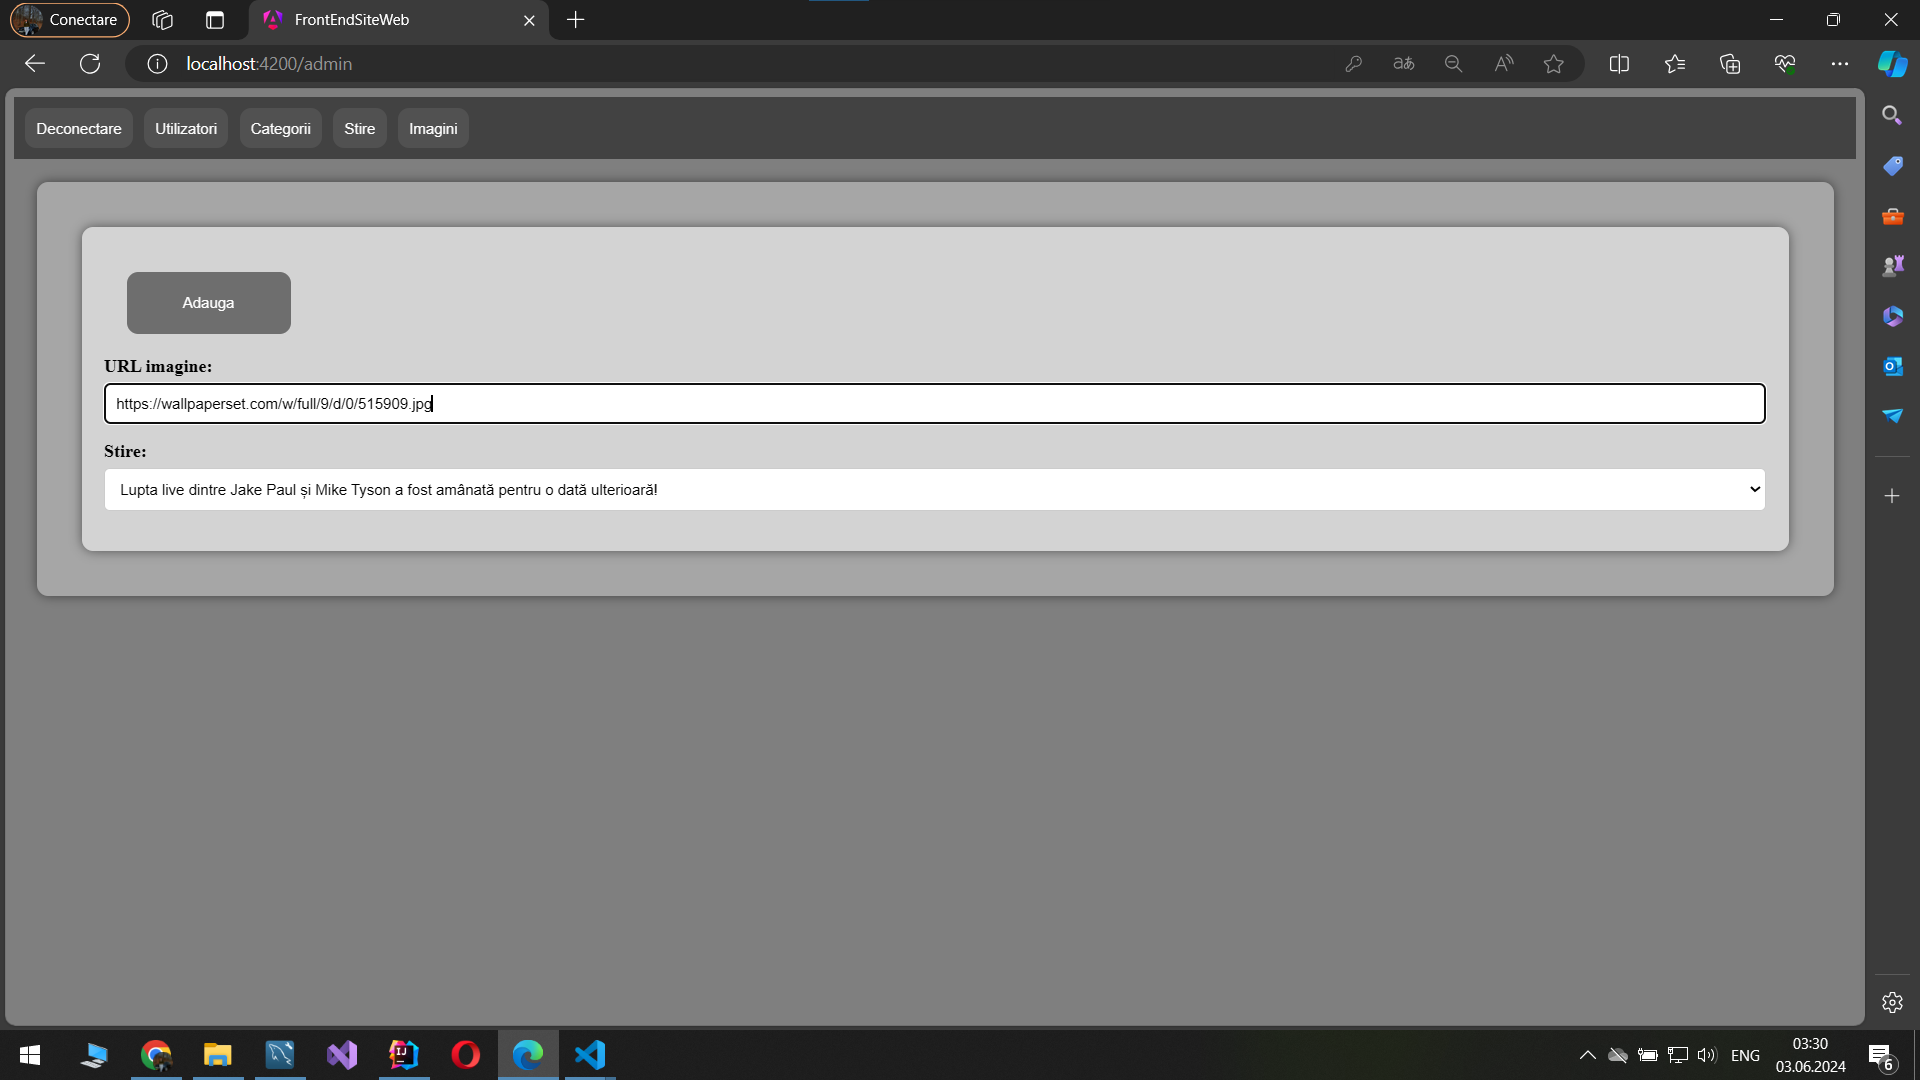 Conectare
FrontEndSiteWeb
localhost:4200/admin
aあ
Deconectare
Utilizatori
Categorii
Stire
Imagini
Adauga
URL imagine:
https://wallpaperset.com/w/full/9/d/0/515909.jpg
Stire:
Lupta live dintre Jake Paul și Mike Tyson a fost amânată pentru o dată ulterioară!
ENG
03:30
03.06.2024
6